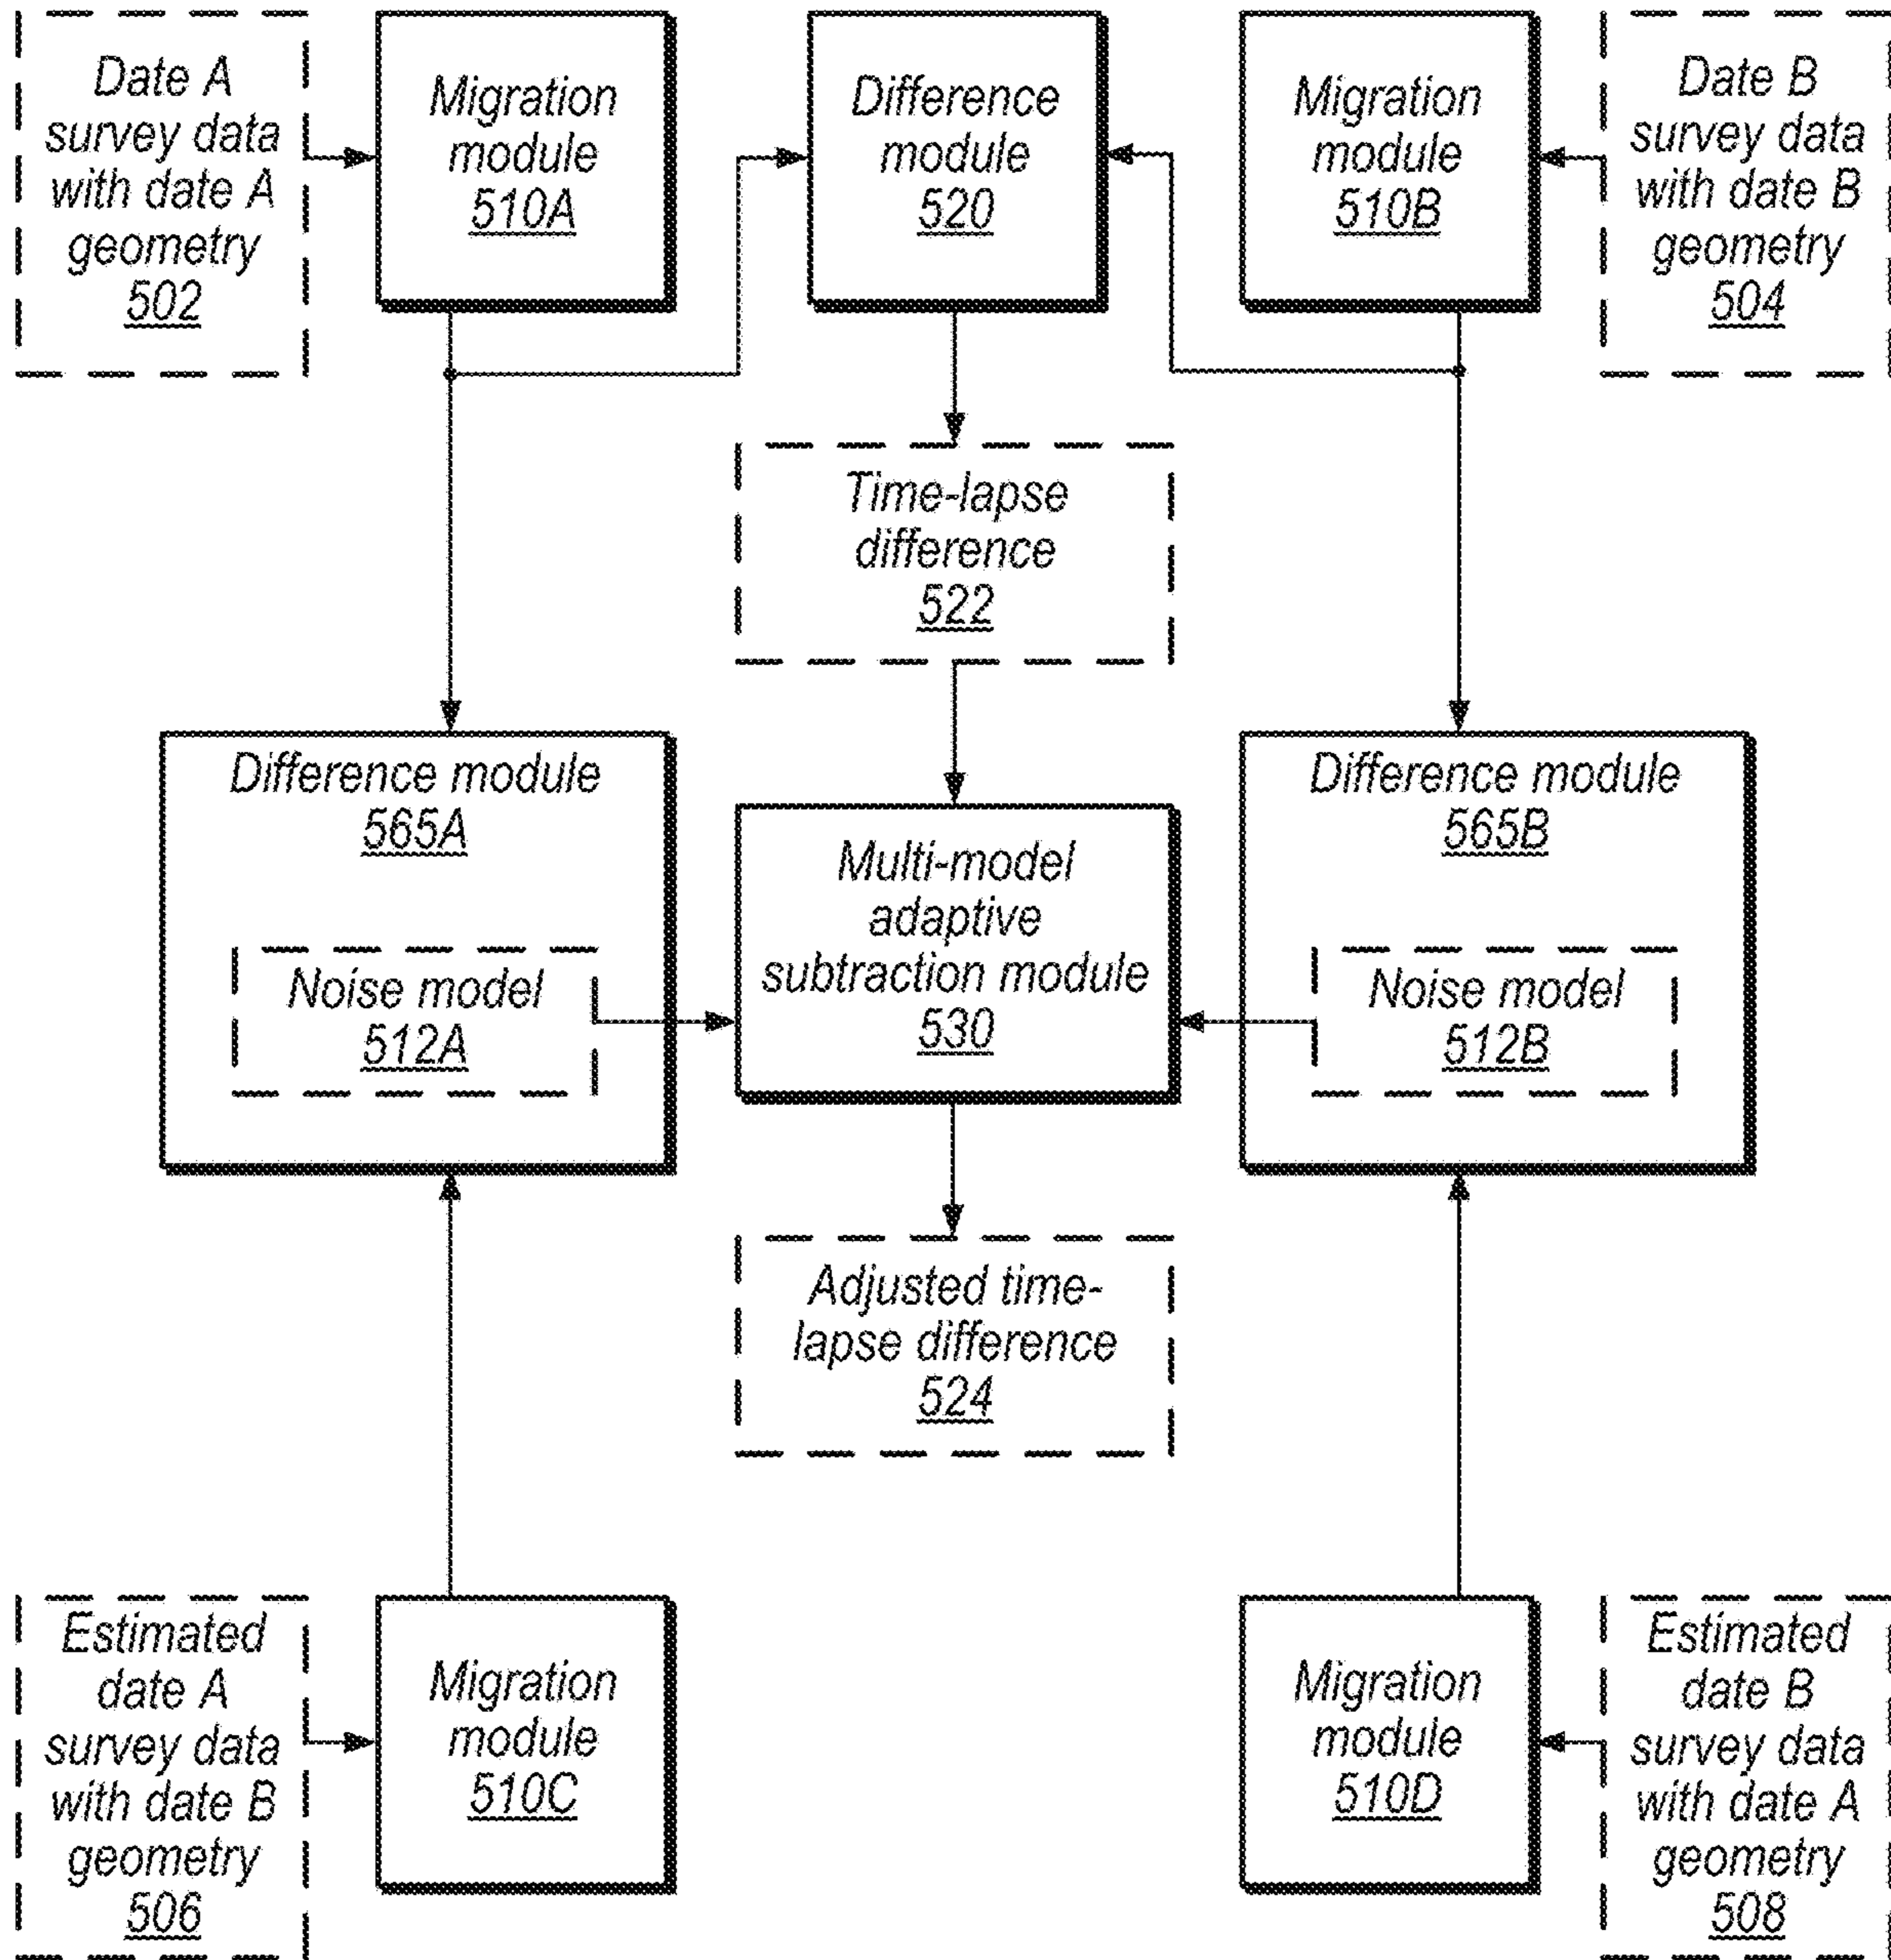 Date A
survey data
with date A
geometry
502
Migration
module
510A
Difference
module
520
Migration
module
510B
Date B
survey data
with date B
geometry
504
Time-lapse
difference
522
Difference module
565A
Noise model
512A
Multi-model
adaptive
subtraction module
530
Difference module
565B
Noise model
512B
Adjusted time-
lapse difference
524
Estimated
date A
survey data
with date B
geometry
506
Migration
module
510C
Migration
module
510D
Estimated
date B
survey data
with date A
geometry
508